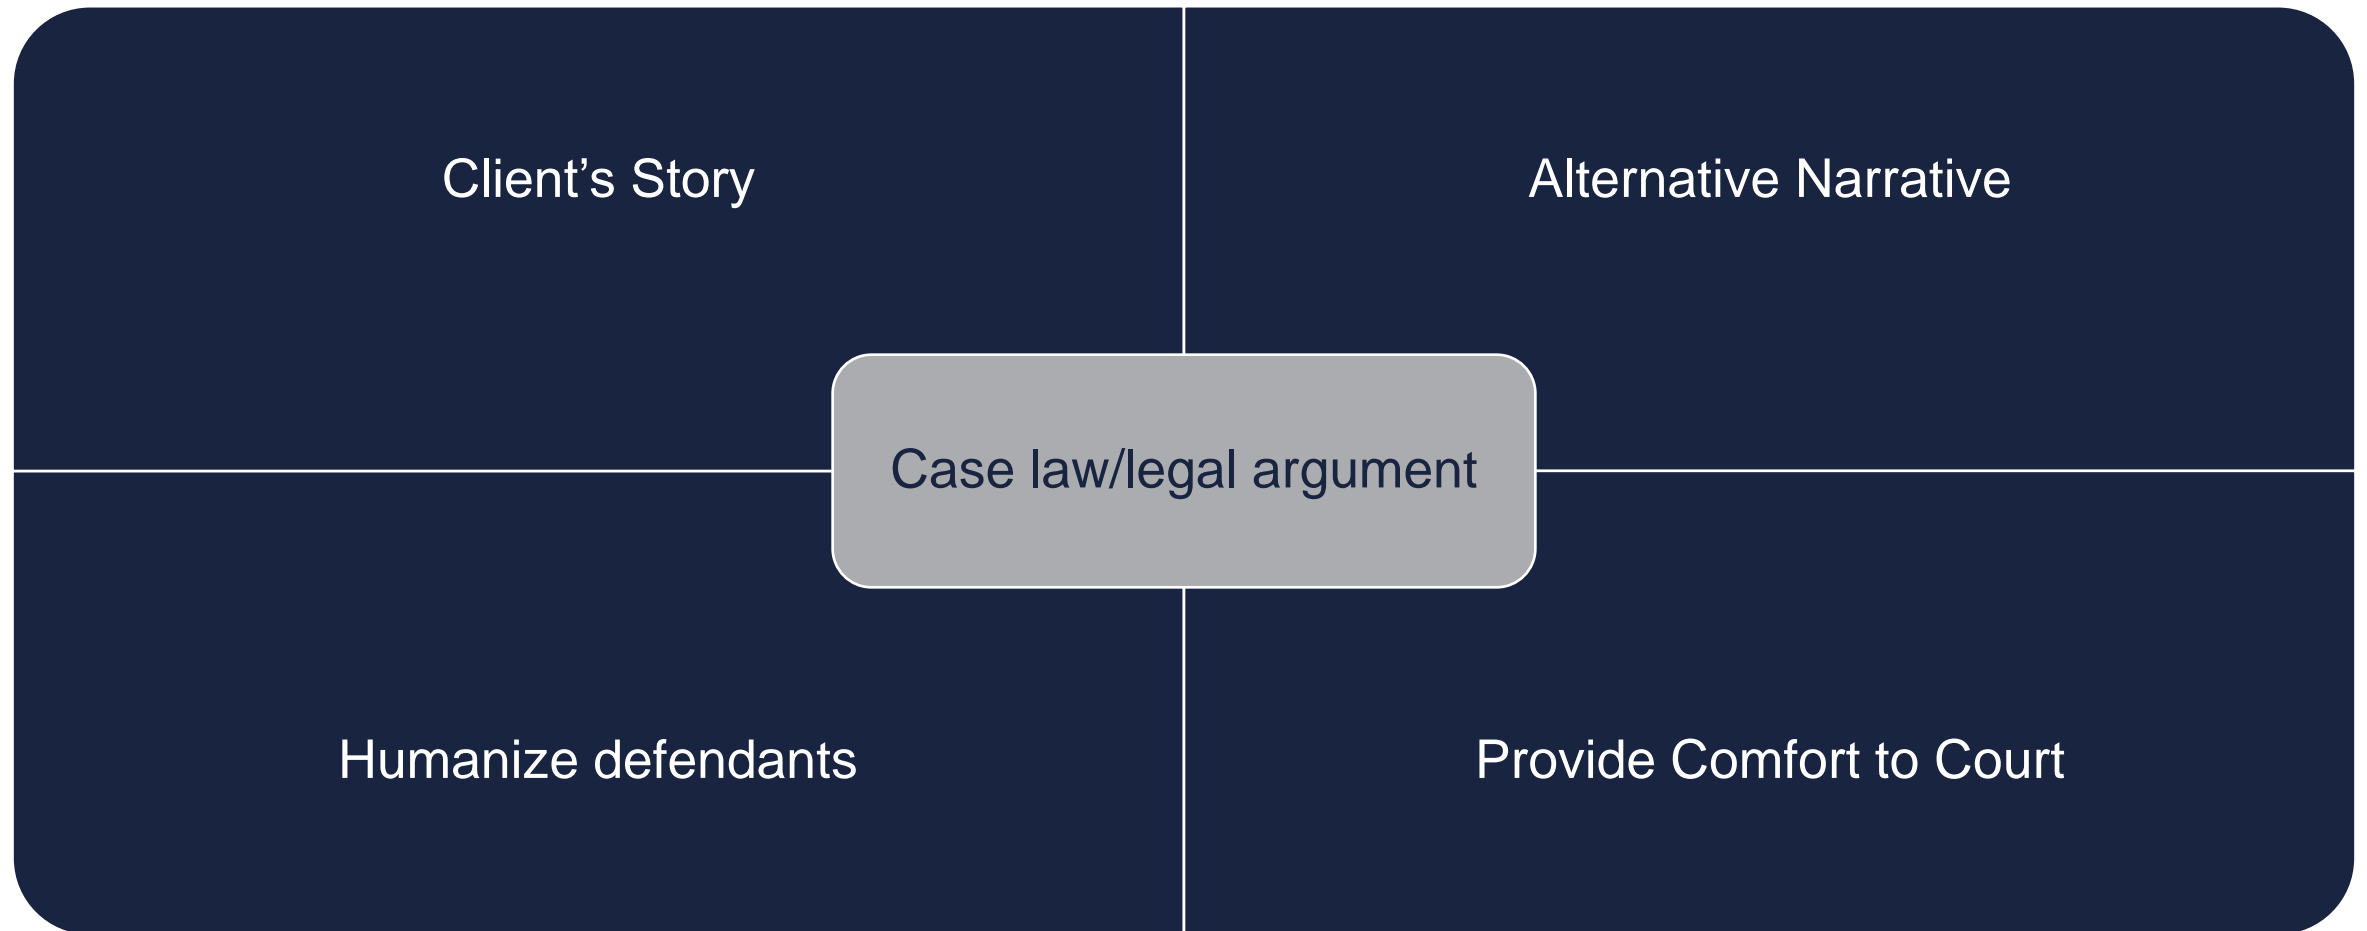 Client’s Story
Alternative Narrative
Case law/legal argument
Humanize defendants
Provide Comfort to Court